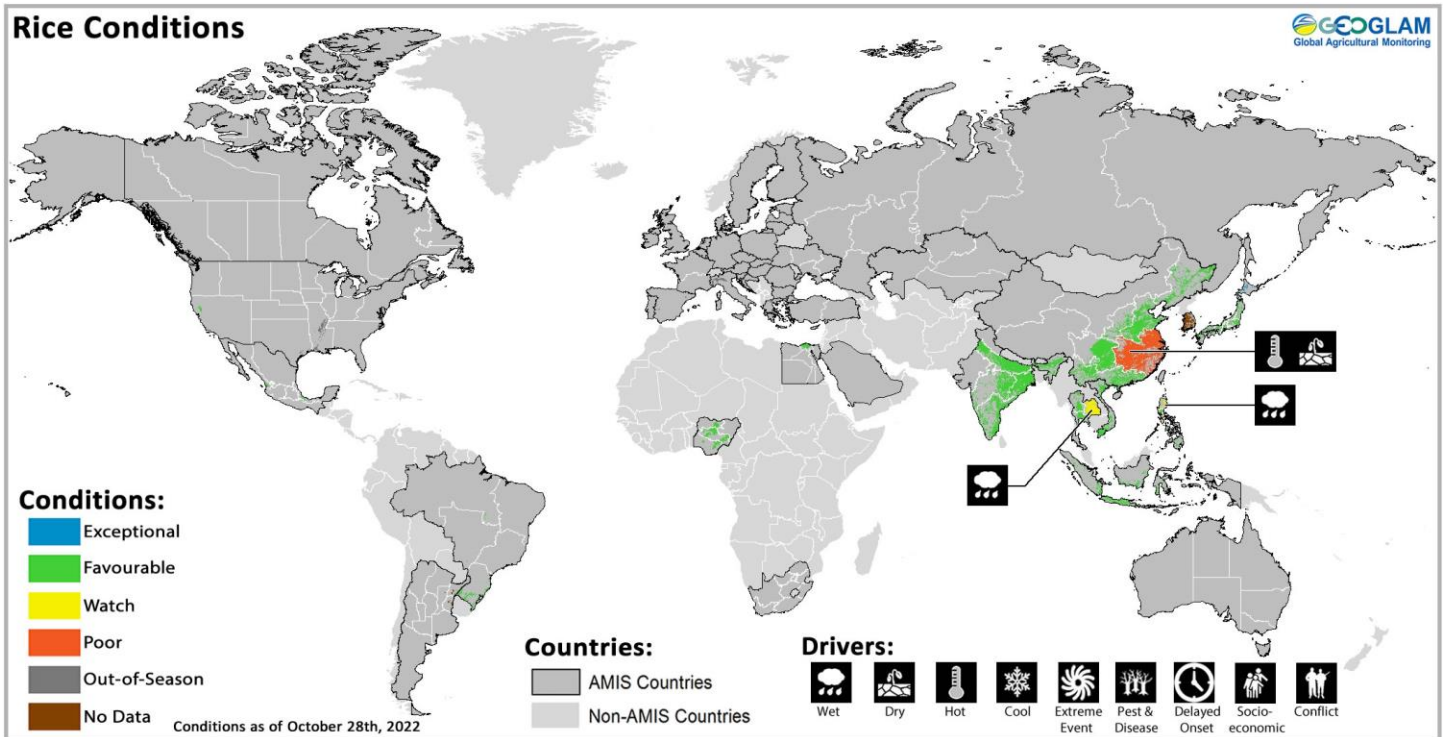 Rice Conditions
GEOGLAM
Global Agricultural Monitoring
Conditions:
Exceptional
Favourable
Watch
Poor
Out-of-Season
No Data
Conditions as of October 28th, 2022
Countries:
AMIS Countries
Non-AMIS Countries
Drivers:
Wet
Dry
Hot
Cool
Extreme
Event
Pest &
Disease
Delayed
Onset
Socio-
economic
Conflict